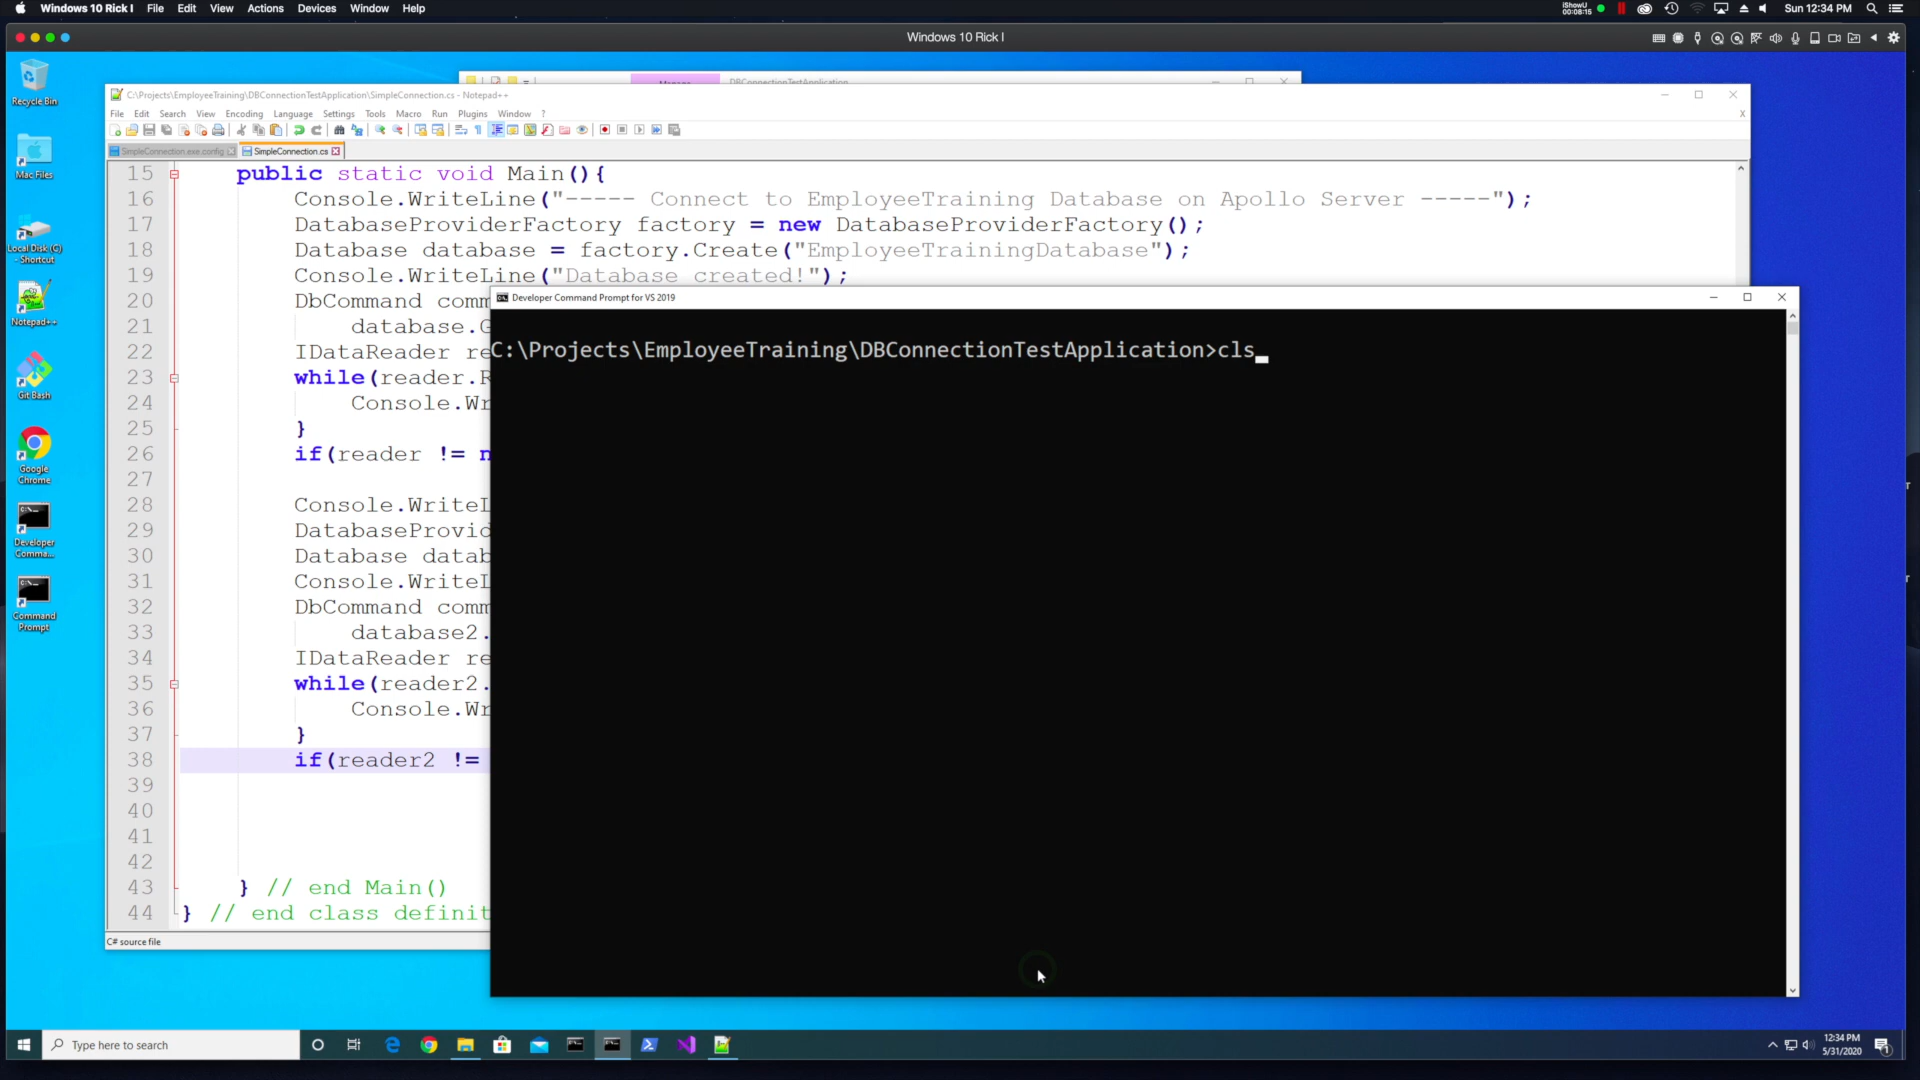 Windows 10 Rick I File Edit View Actions Devices Window Help
iShowU
00:08:15
Sun 12:34 PM
Windows 10 Rick I
Recycle Bin
Mac Files
Local Disk (C)
- Shortcut
Notepad++
Git Bash
Google
Chrome
Developer
Comma...
Command
Prompt
DBConnectionTestApplication
C:\Projects\EmployeeTraining\DBConnectionTestApplication\SimpleConnection.cs - Notepad++
File Edit Search View Encoding Language Settings Tools Macro Run Plugins Window ?
X
SimpleConnection.exe.config
SimpleConnection.cs
15 public static void Main(){
16 Console.WriteLine("----- Connect to EmployeeTraining Database on Apollo Server -----");
17 DatabaseProviderFactory factory = new DatabaseProviderFactory();
18 Database database = factory.Create("EmployeeTrainingDatabase");
19 Console.WriteLine("Database created!");
20 DbCommand comm
21 database.G
22 IDataReader re
23 while(reader.R
24 Console.Wr
25 }
26 if(reader != n
27
28 Console.WriteL
29 DatabaseProvid
30 Database datab
31 Console.WriteL
32 DbCommand comm
33 database2.
34 IDataReader re
35 while(reader2.
36 Console.Wr
37 }
38 if(reader2 !=
39
40
41
42
43 } // end Main()
44 } // end class definit
C# source file
Developer Command Prompt for VS 2019
C:\Projects\EmployeeTraining\DBConnectionTestApplication>cls_
Type here to search
12:34 PM
5/31/2020